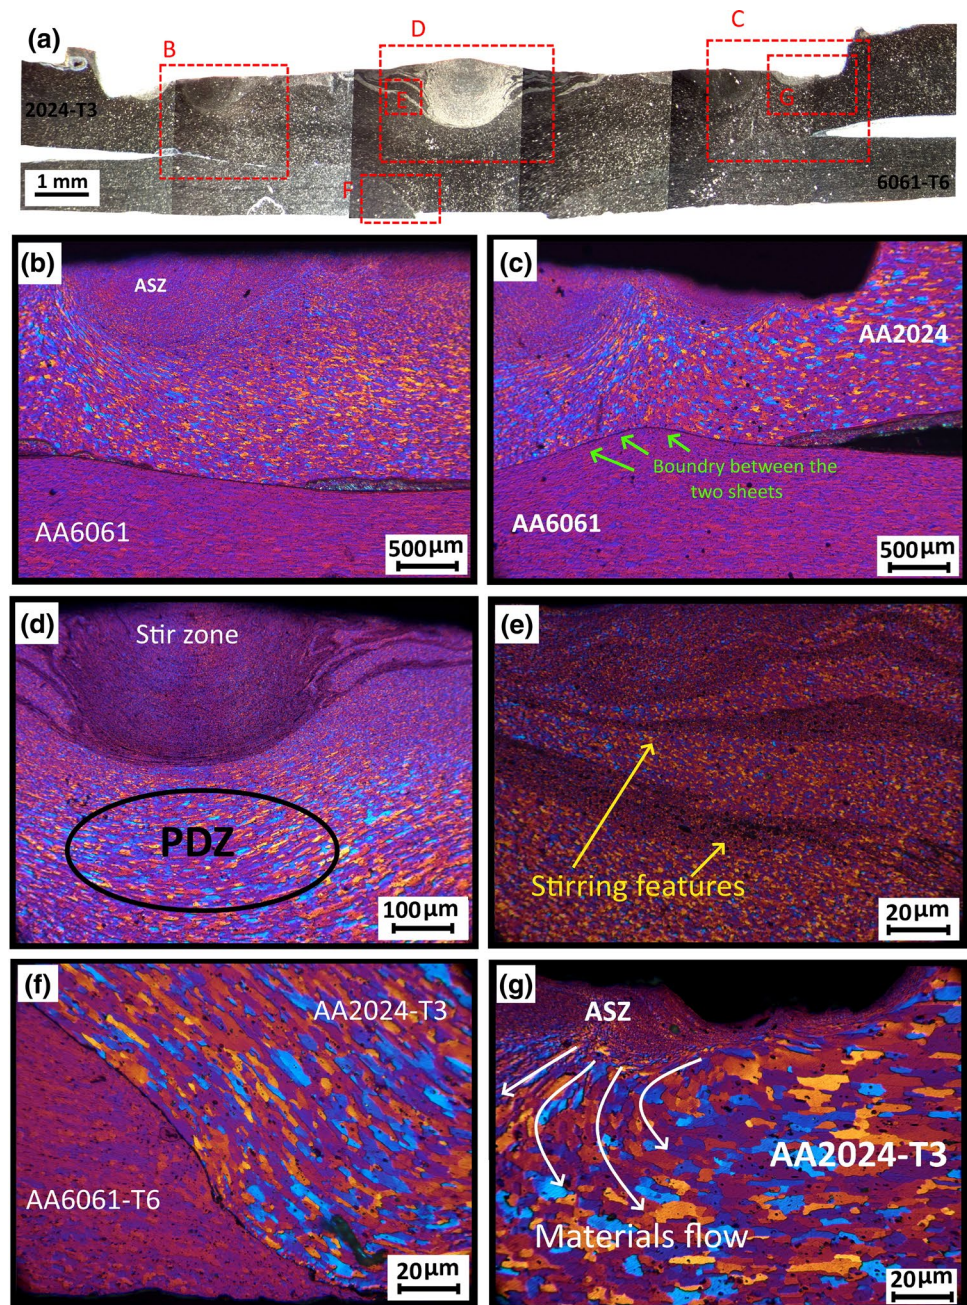 (a)
B
D
C
2024-T3
E
G
F
1 mm
6061-T6
(b)
ASZ
AA6061
500µm
(c)
AA2024
Boundry between the
two sheets
AA6061
500µm
(d)
Stir zone
PDZ
100µm
(e)
Stirring features
20µm
(f)
AA2024-T3
AA6061-T6
20µm
(g)
ASZ
AA2024-T3
Materials flow
20µm